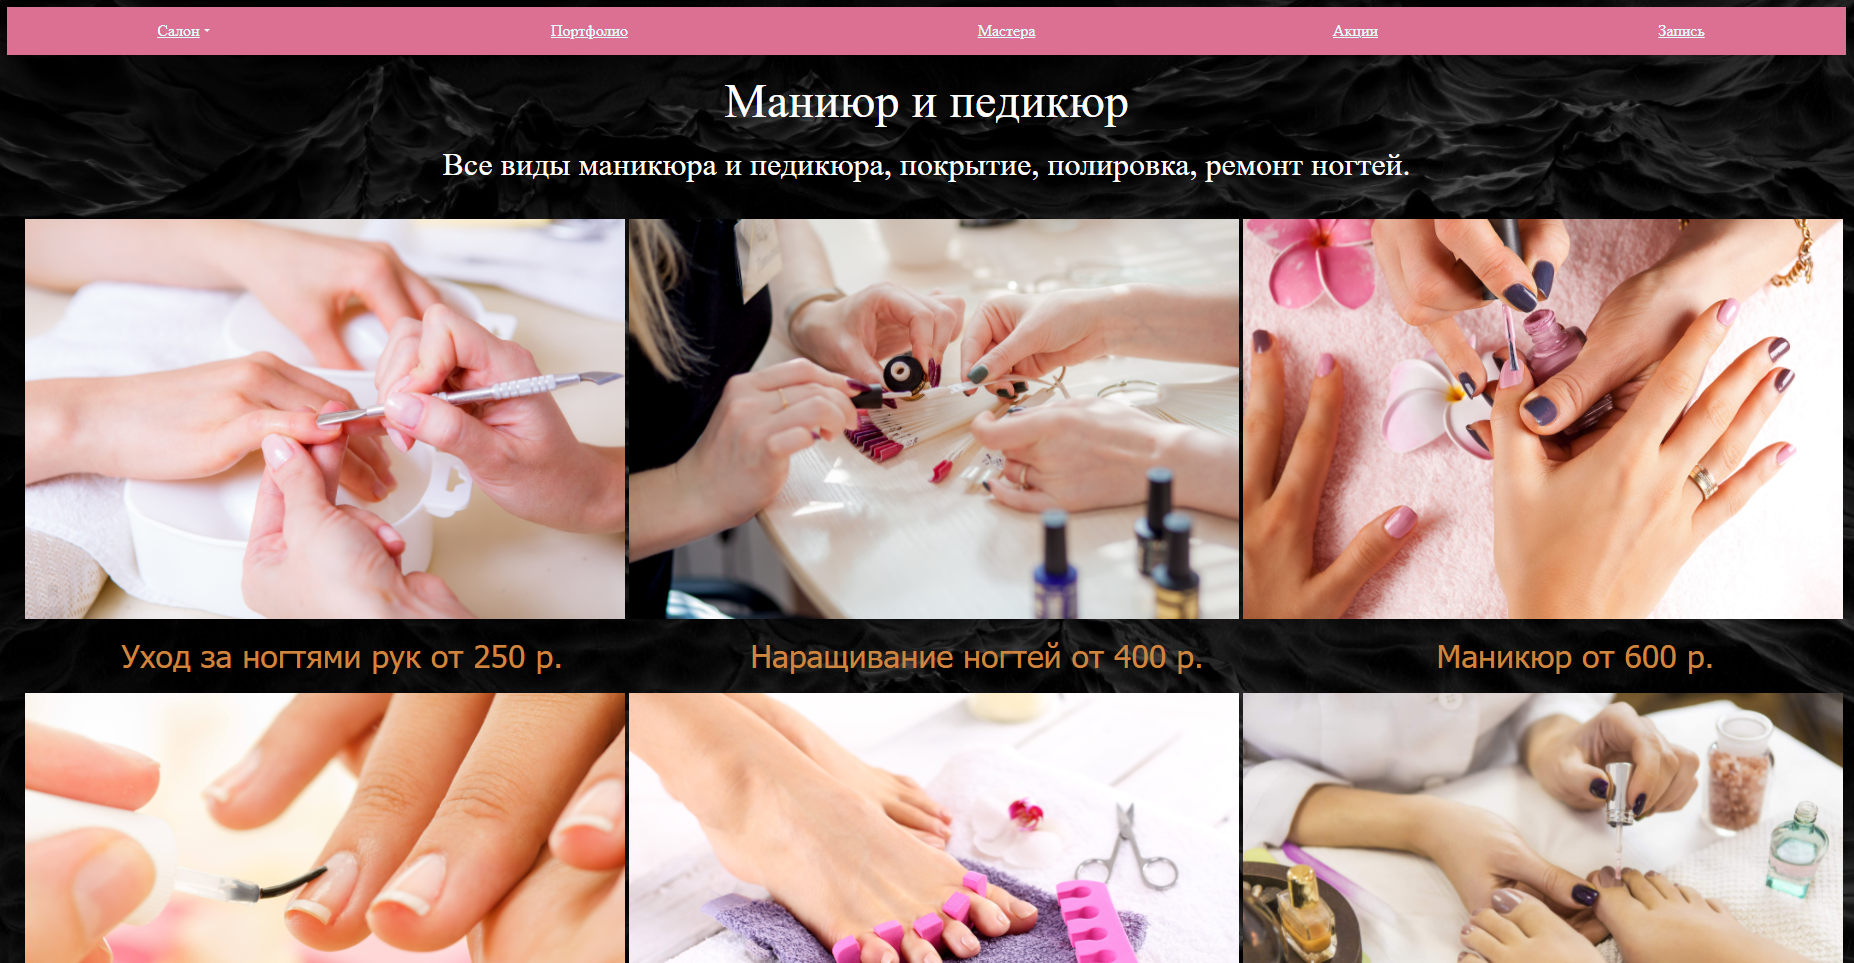 Салон
Портфолио
Мастера
Акции
Запись
Маниюр и педикюр
Все виды маникюра и педикюра, покрытие, полировка, ремонт ногтей.
Уход за ногтями рук от 250 р.
Наращивание ногтей от 400 р.
Маникюр от 600 р.